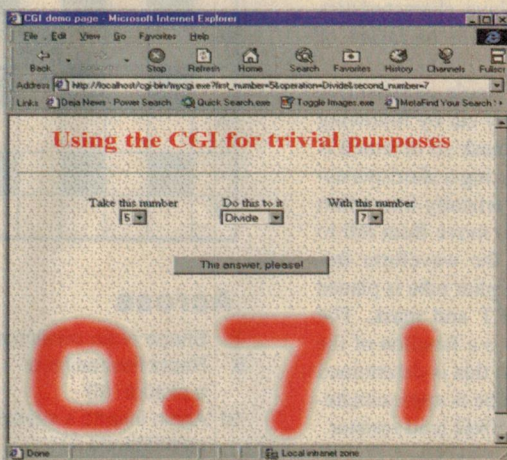 CGI demo page - Microsoft Internet Explorer
File Edit View Go Favorites Help
Back Stop Refresh Home Search Favorites History Channels Fullscr
Address http://localhost/cgi-bin/mycgi.exe?first_number=5&operation=Divide&second_number=7
Links Deja News - Power Search Quick Search.exe Toggle Images.exe MetaFind Your Search
Using the CGI for trivial purposes
Take this number Do this to it With this number
5 Divide 7
The answer, please!
0.71
Done Local intranet zone